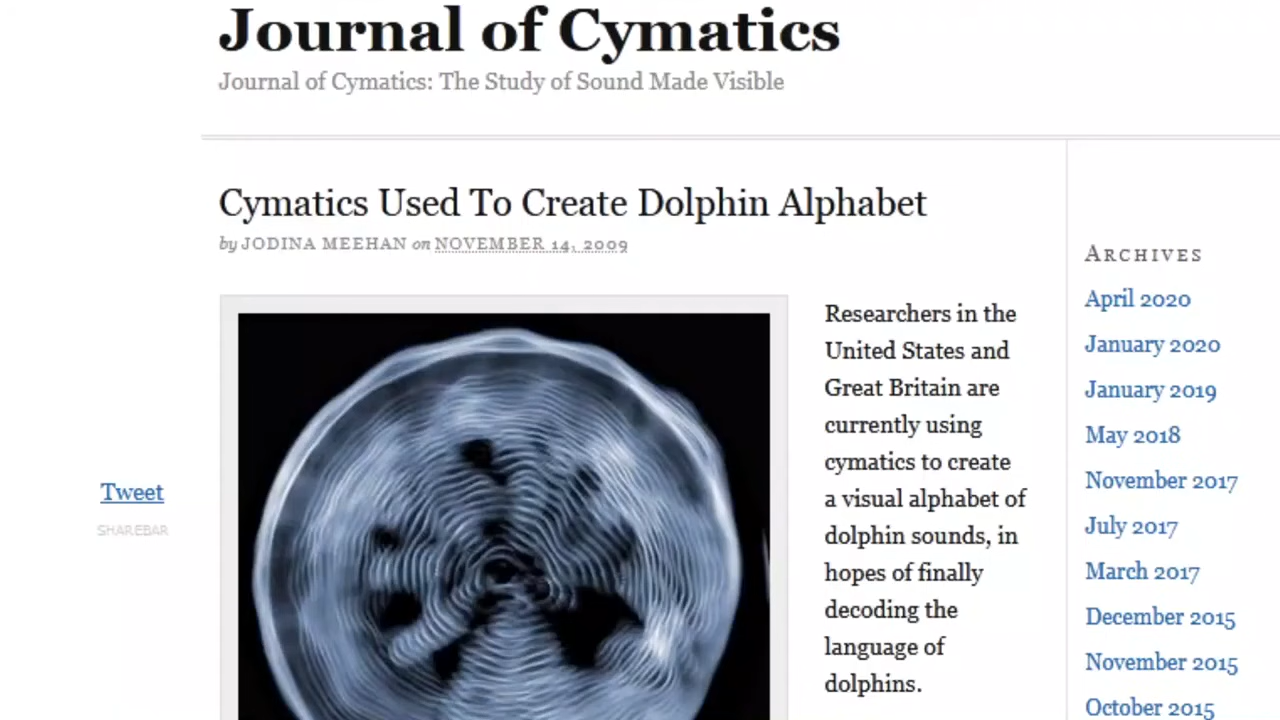 Journal of Cymatics
Journal of Cymatics: The Study of Sound Made Visible
Cymatics Used To Create Dolphin Alphabet
by JODINA MEEHAN on NOVEMBER 14, 2009
Researchers in the
United States and
Great Britain are
currently using
cymatics to create
a visual alphabet of
dolphin sounds, in
hopes of finally
decoding the
language of
dolphins.
Tweet
SHAREBAR
ARCHIVES
April 2020
January 2020
January 2019
May 2018
November 2017
July 2017
March 2017
December 2015
November 2015
October 2015